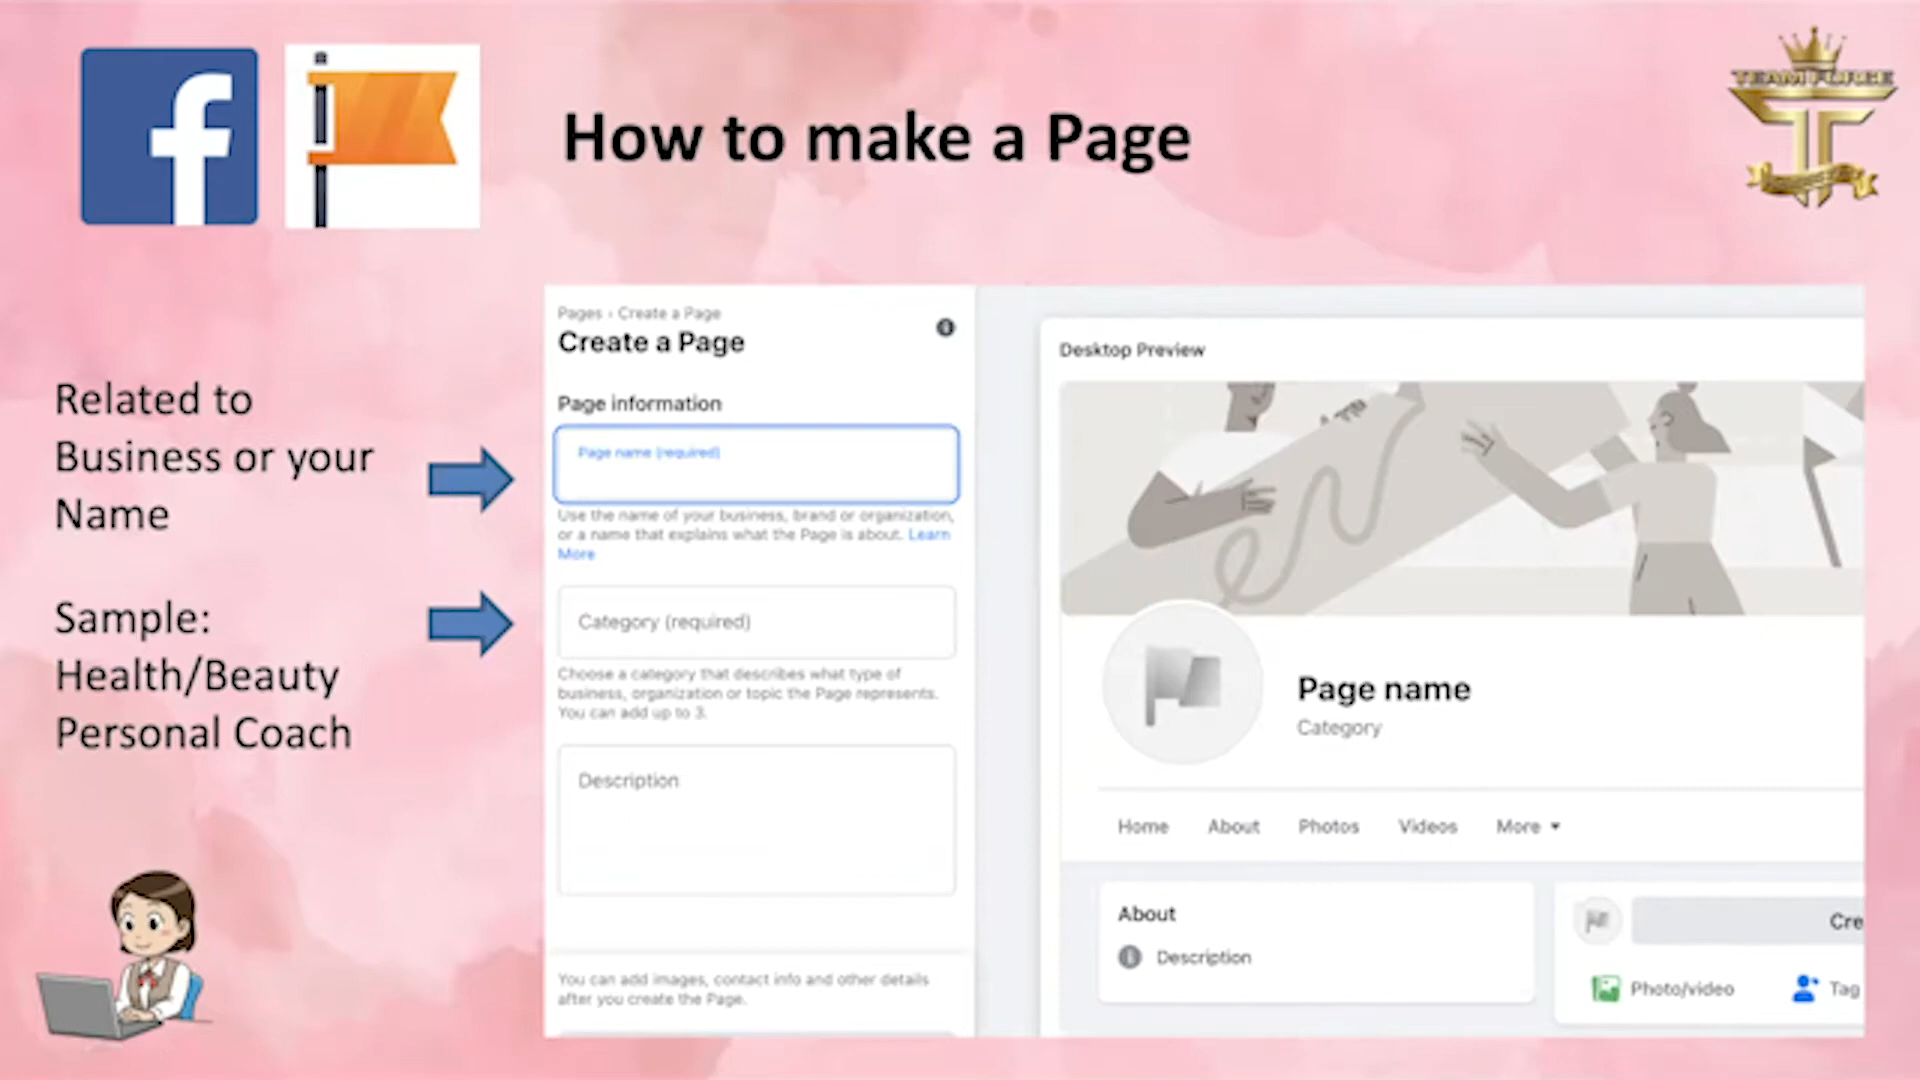 TEAM FORCE
How to make a Page
Related to
Business or your
Name
Sample:
Health/Beauty
Personal Coach
Pages › Create a Page
Create a Page
Page information
Page name (required)
Use the name of your business, brand or organization,
or a name that explains what the Page is about. Learn
More
Category (required)
Choose a category that describes what type of
business, organization or topic the Page represents.
You can add up to 3.
Description
You can add images, contact info and other details
after you create the Page.
Desktop Preview
Page name
Category
Home About Photos Videos More
About
Description
Cre
Photo/video Tag